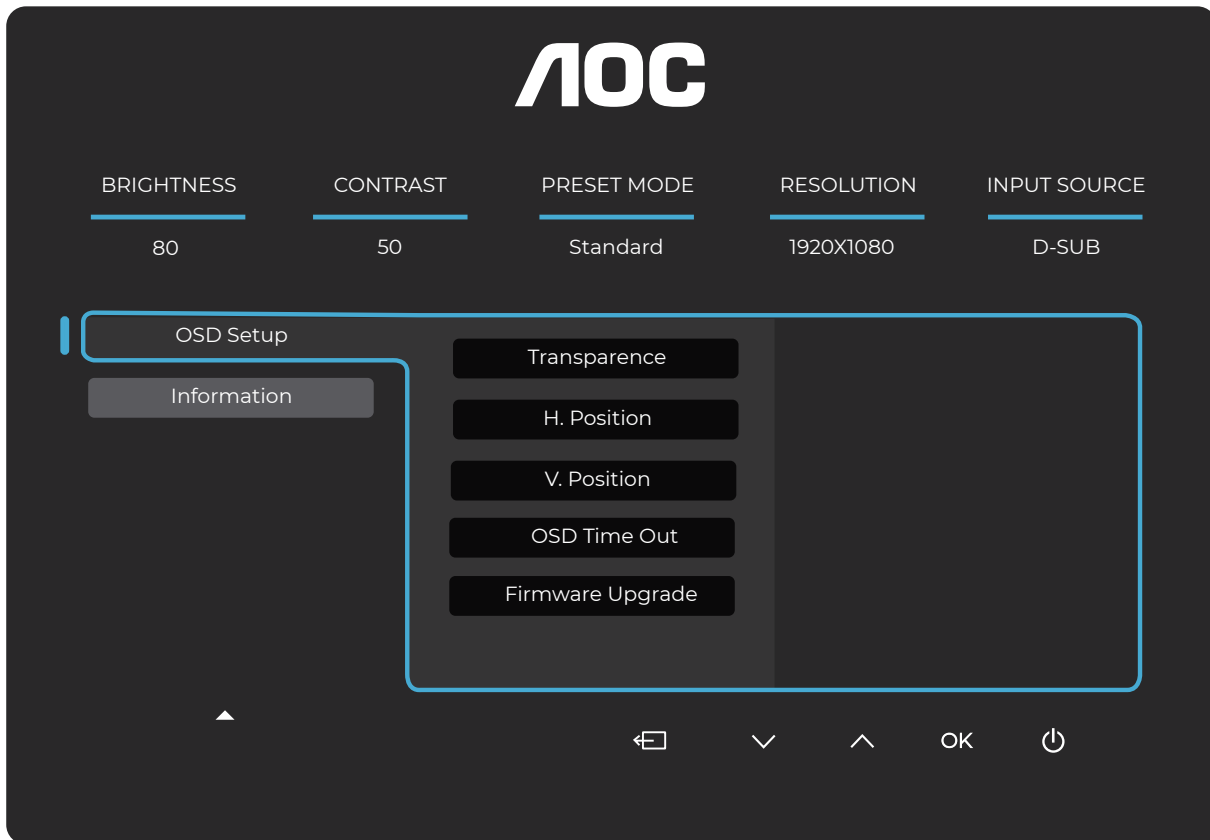 AOC
BRIGHTNESS CONTRAST PRESET MODE RESOLUTION INPUT SOURCE
80 50 Standard 1920X1080 D-SUB
OSD Setup
Transparence
Information
H. Position
V. Position
OSD Time Out
Firmware Upgrade
OK